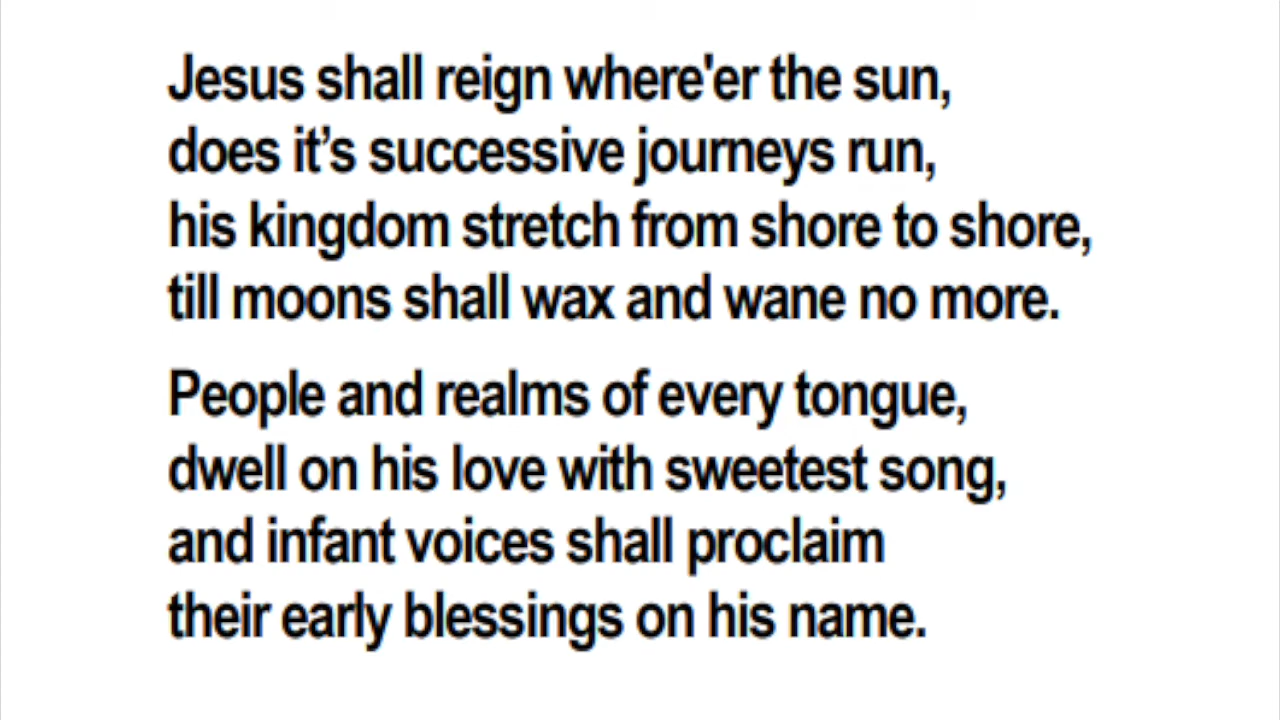 Jesus shall reign where'er the sun,
does it’s successive journeys run,
his kingdom stretch from shore to shore,
till moons shall wax and wane no more.
People and realms of every tongue,
dwell on his love with sweetest song,
and infant voices shall proclaim
their early blessings on his name.